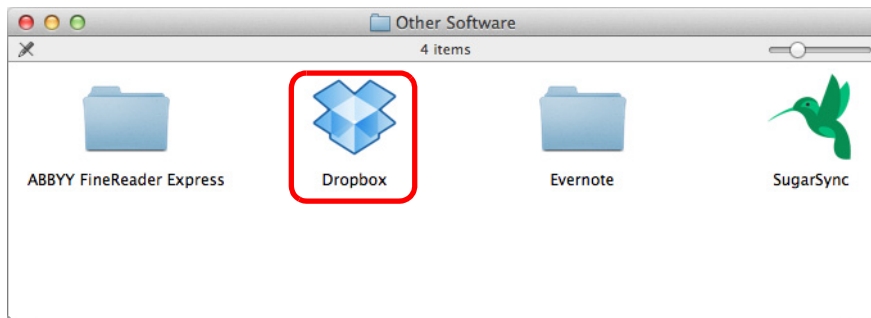 Other Software
4 items
ABBYY FineReader Express
Dropbox
Evernote
SugarSync